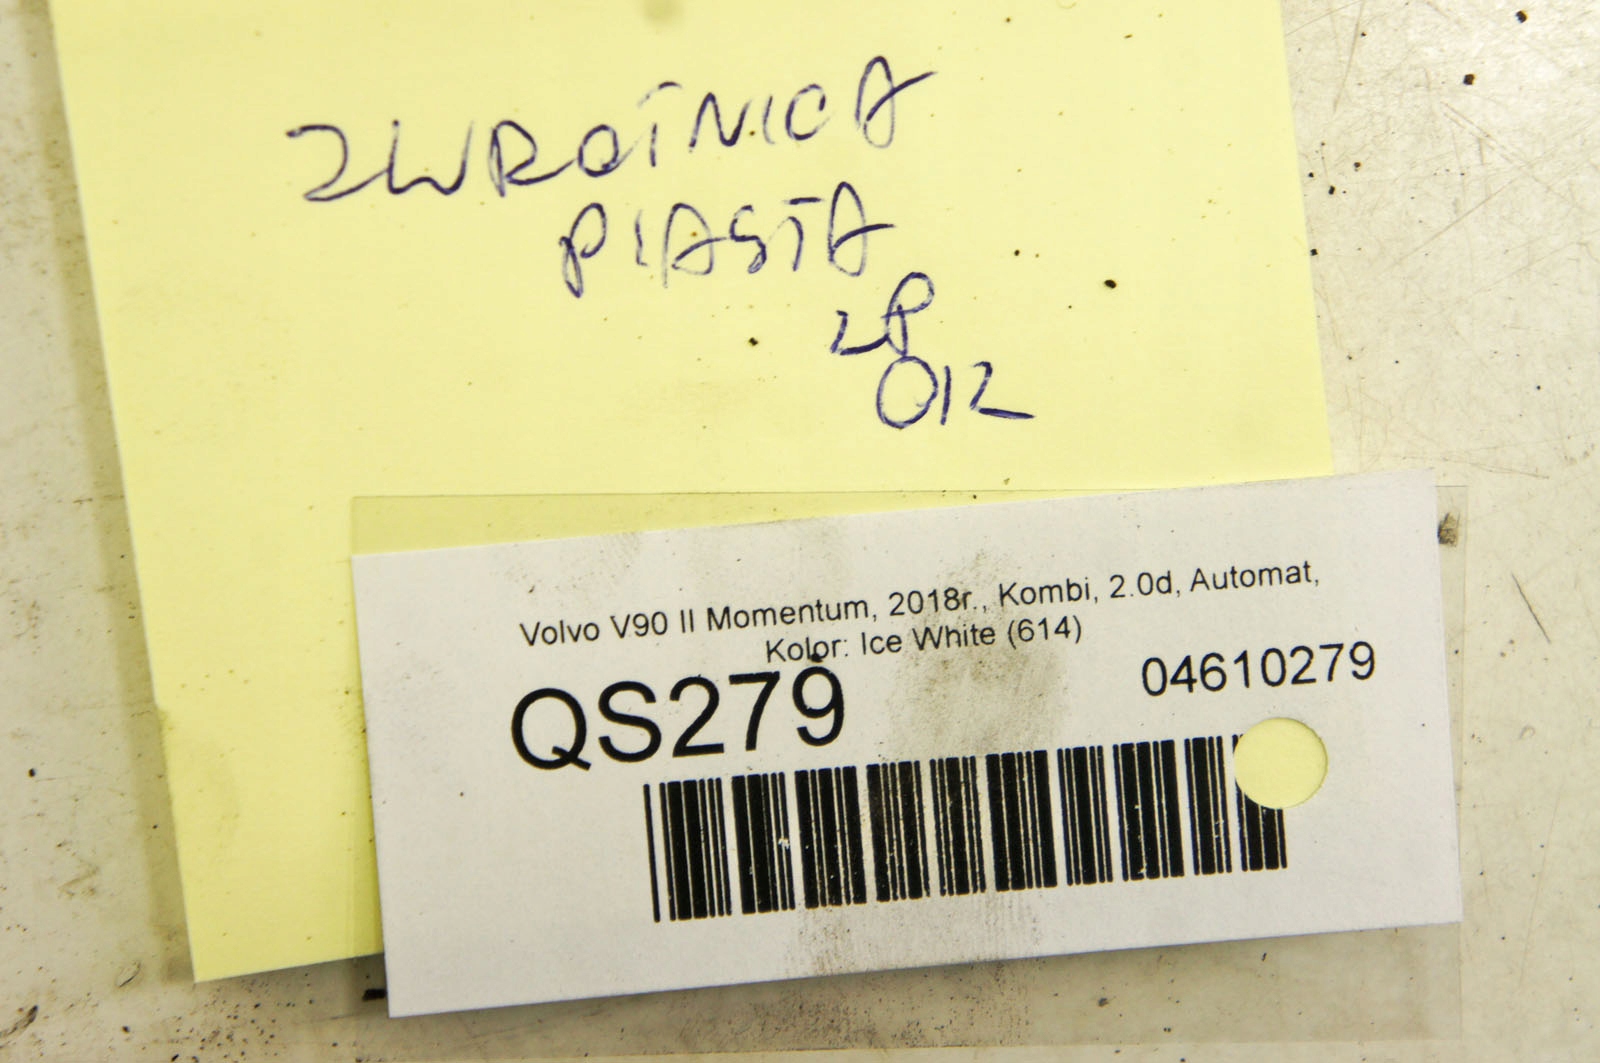 ZWROTNICA
PIASTA
LP
012
Volvo V90 II Momentum, 2018r., Kombi, 2.0d, Automat,
Kolor: Ice White (614)
QS279
04610279